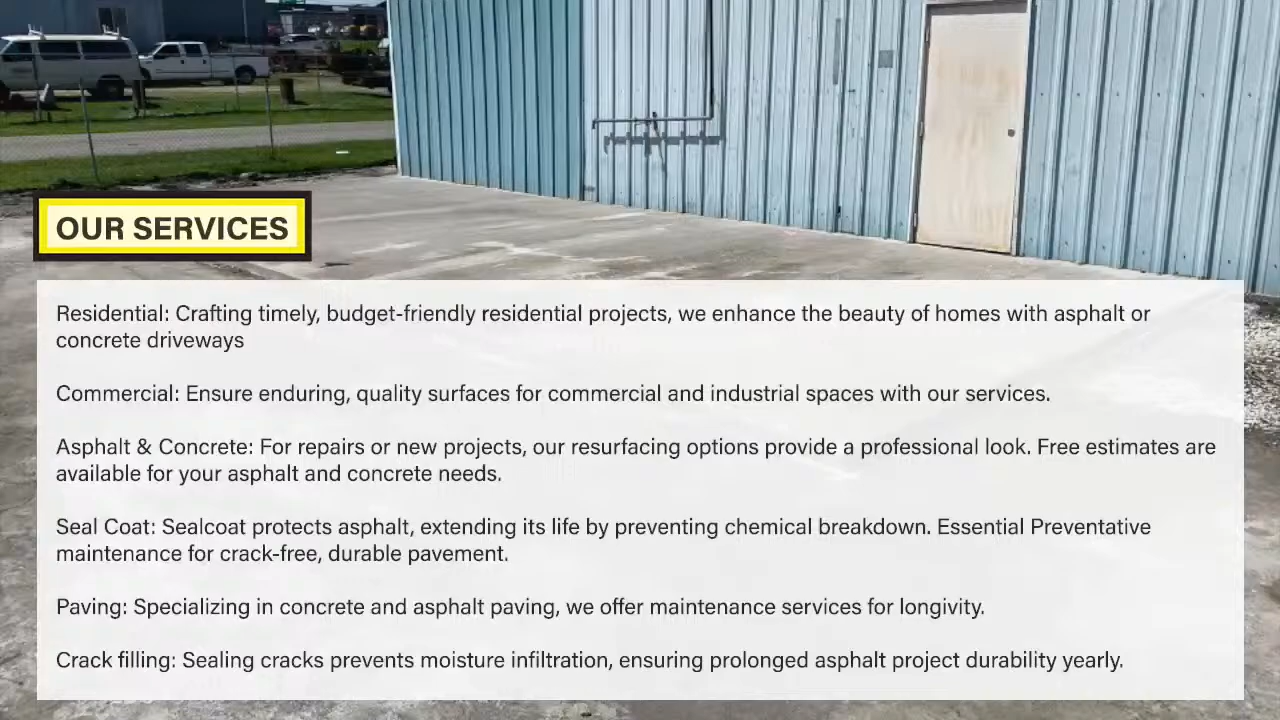 OUR SERVICES
Residential: Crafting timely, budget-friendly residential projects, we enhance the beauty of homes with asphalt or
concrete driveways
Commercial: Ensure enduring, quality surfaces for commercial and industrial spaces with our services.
Asphalt & Concrete: For repairs or new projects, our resurfacing options provide a professional look. Free estimates are
available for your asphalt and concrete needs.
Seal Coat: Sealcoat protects asphalt, extending its life by preventing chemical breakdown. Essential Preventative
maintenance for crack-free, durable pavement.
Paving: Specializing in concrete and asphalt paving, we offer maintenance services for longivity.
Crack filling: Sealing cracks prevents moisture infiltration, ensuring prolonged asphalt project durability yearly.